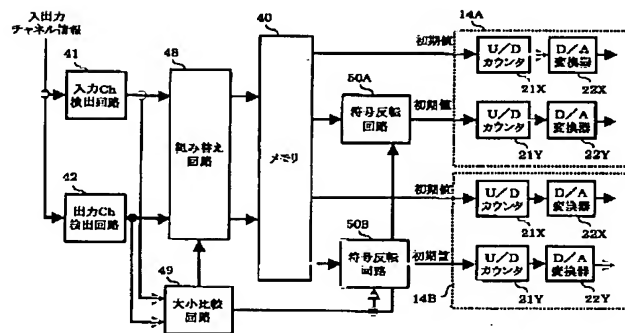 入出力
チャネル情報
41
入力Ch
検出回路
42
出力Ch
検出回路
48
組み替え
回路
49
大小比較
回路
40
メモリ
50A
符号反転
回路
50B
符号反転
回路
初期値
初期値
初期値
初期値
14A
U/D
カウンタ
21X
D/A
変換器
22X
U/D
カウンタ
21Y
D/A
変換器
22Y
U/D
カウンタ
21X
D/A
変換器
22X
U/D
カウンタ
21Y
D/A
変換器
22Y
14B